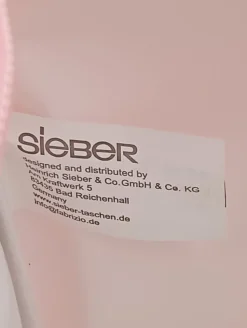 sieBER
designed and distributed by
Heinrich Sieber & Co.GmbH & Co. KG
Am Kraftwerk 5
83435 Bad Reichenhall
Germany
www.sieber-taschen.de
info@fabrizio.de